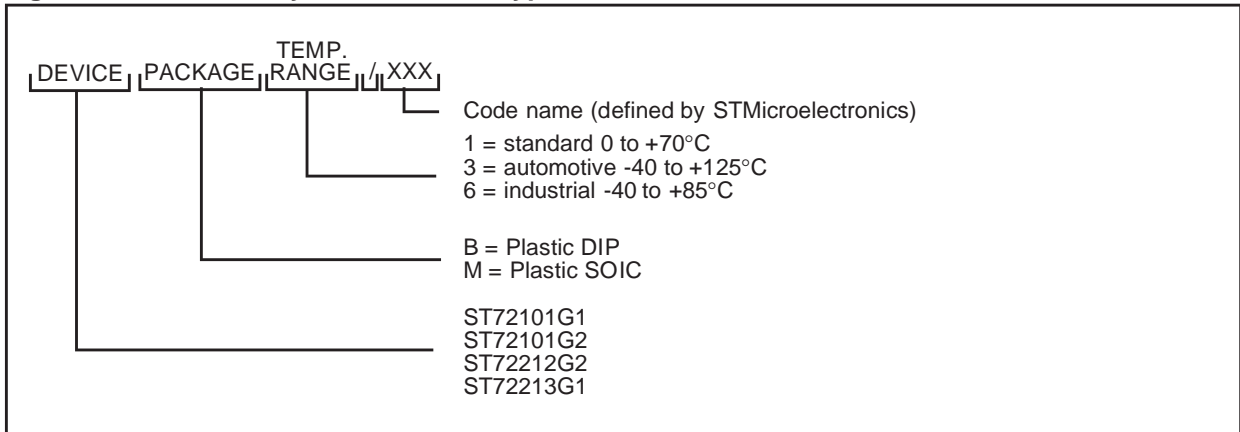 TEMP.
DEVICE PACKAGE RANGE / XXX
Code name (defined by STMicroelectronics)
1 = standard 0 to +70°C
3 = automotive -40 to +125°C
6 = industrial -40 to +85°C
B = Plastic DIP
M = Plastic SOIC
ST72101G1
ST72101G2
ST72212G2
ST72213G1